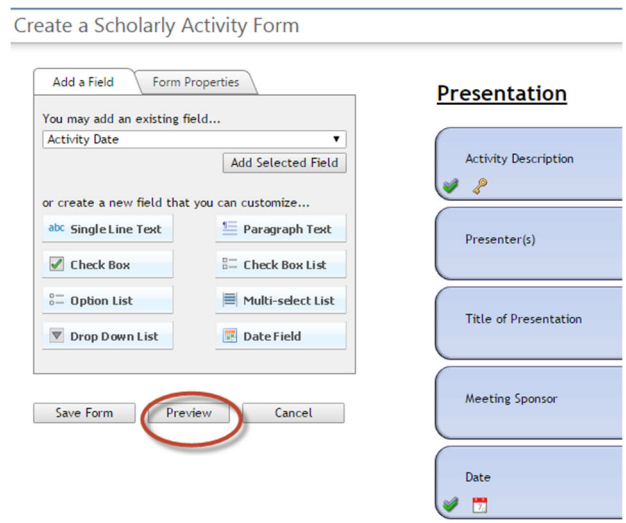 Create a Scholarly Activity Form
Add a Field
Form Properties
You may add an existing field...
Activity Date
Add Selected Field
or create a new field that you can customize...
abc Single Line Text
Paragraph Text
Check Box
Check Box List
Option List
Multi-select List
Drop Down List
Date Field
Save Form
Preview
Cancel
Presentation
Activity Description
Presenter(s)
Title of Presentation
Meeting Sponsor
Date
7